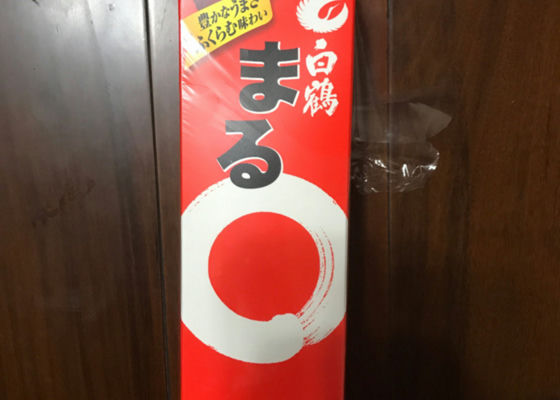 豊かなうまさ
ふくらむ味わい
白鶴
まる